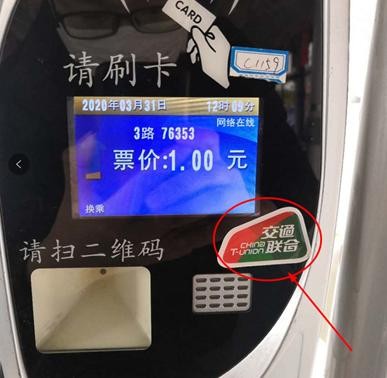 CARD
C1159
请刷卡
2020年03月31日 12时09分
网络在线
3路 76353
票价:1.00 元
换乘
请扫二维码
交通
CHINA 联合
T-UNION